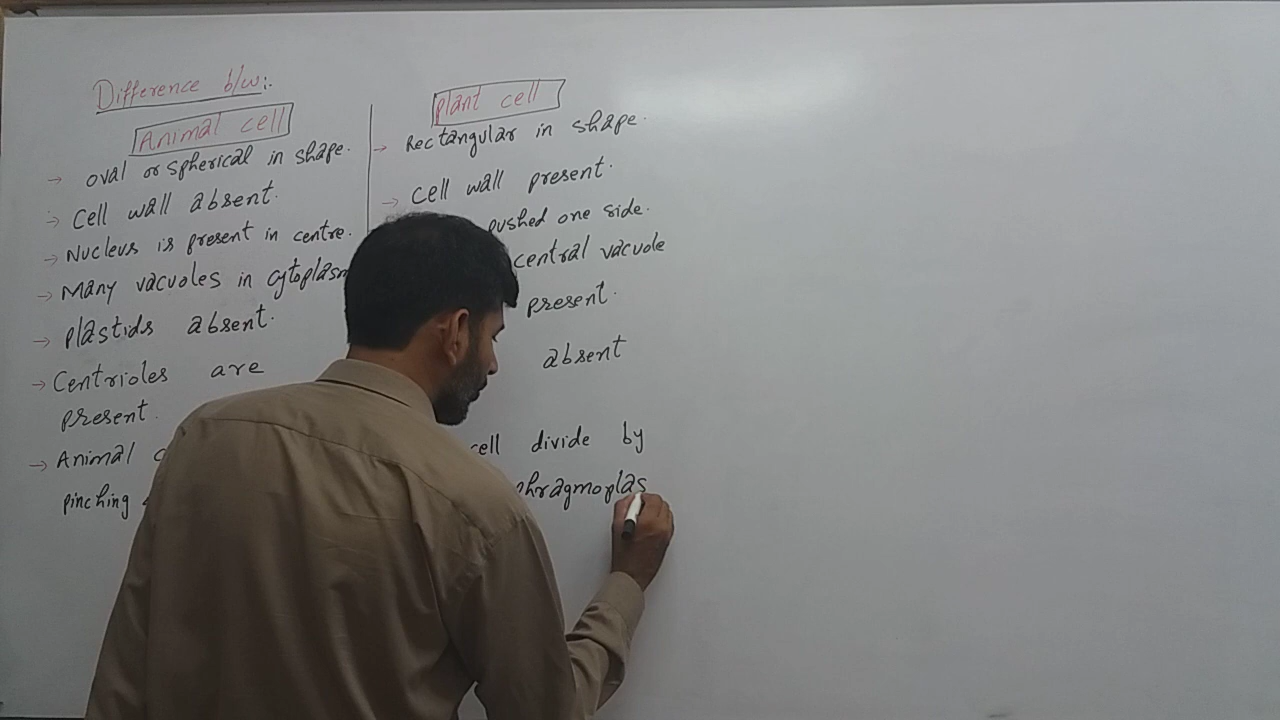 Difference b/w:.
Animal cell
→ oval or spherical in shape.
→ Cell wall absent.
→ Nucleus is present in centre.
→ Many vacuoles in cytoplasm
→ plastids absent.
→ Centrioles are
present.
→ Animal
pinching
plant cell
→ Rectangular in shape.
→ Cell wall present.
pushed one side.
central vacuole
present.
absent
cell divide by
phragmoplas